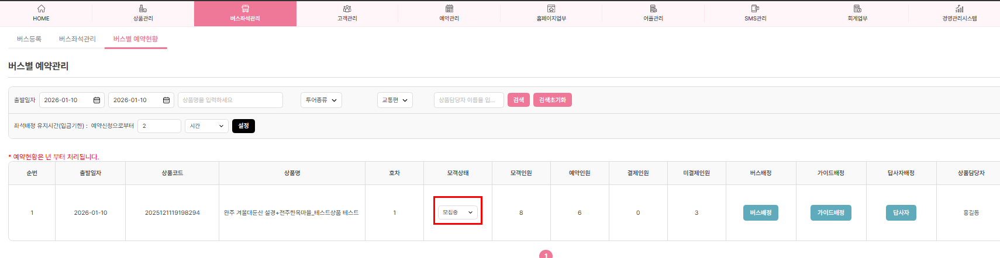 HOME 상품관리 버스좌석관리 고객관리 예약관리 홈페이지업무 어플관리 SMS관리 회계업무 경영관리시스템
버스등록 버스좌석관리 버스별 예약현황
버스별 예약관리
출발일자 2026-01-10 2026-01-10 상품명을 입력하세요 투어종류 교통편 상품담당자 이름을 입... 검색 검색초기화
좌석배정 유지시간(입금기한) : 예약신청으로부터 2 시간 설정
* 예약현황은 년 부터 처리됩니다.
순번 출발일자 상품코드 상품명 호차 모객상태 모객인원 예약인원 결제인원 미결제인원 버스배정 가이드배정 답사자배정 상품담당자
1 2026-01-10 2025121119198294 완주 겨울대둔산 설경+전주한옥마을_테스트상품 테스트 1 모집중 8 6 0 3 버스배정 가이드배정 답사자 홍길동
1